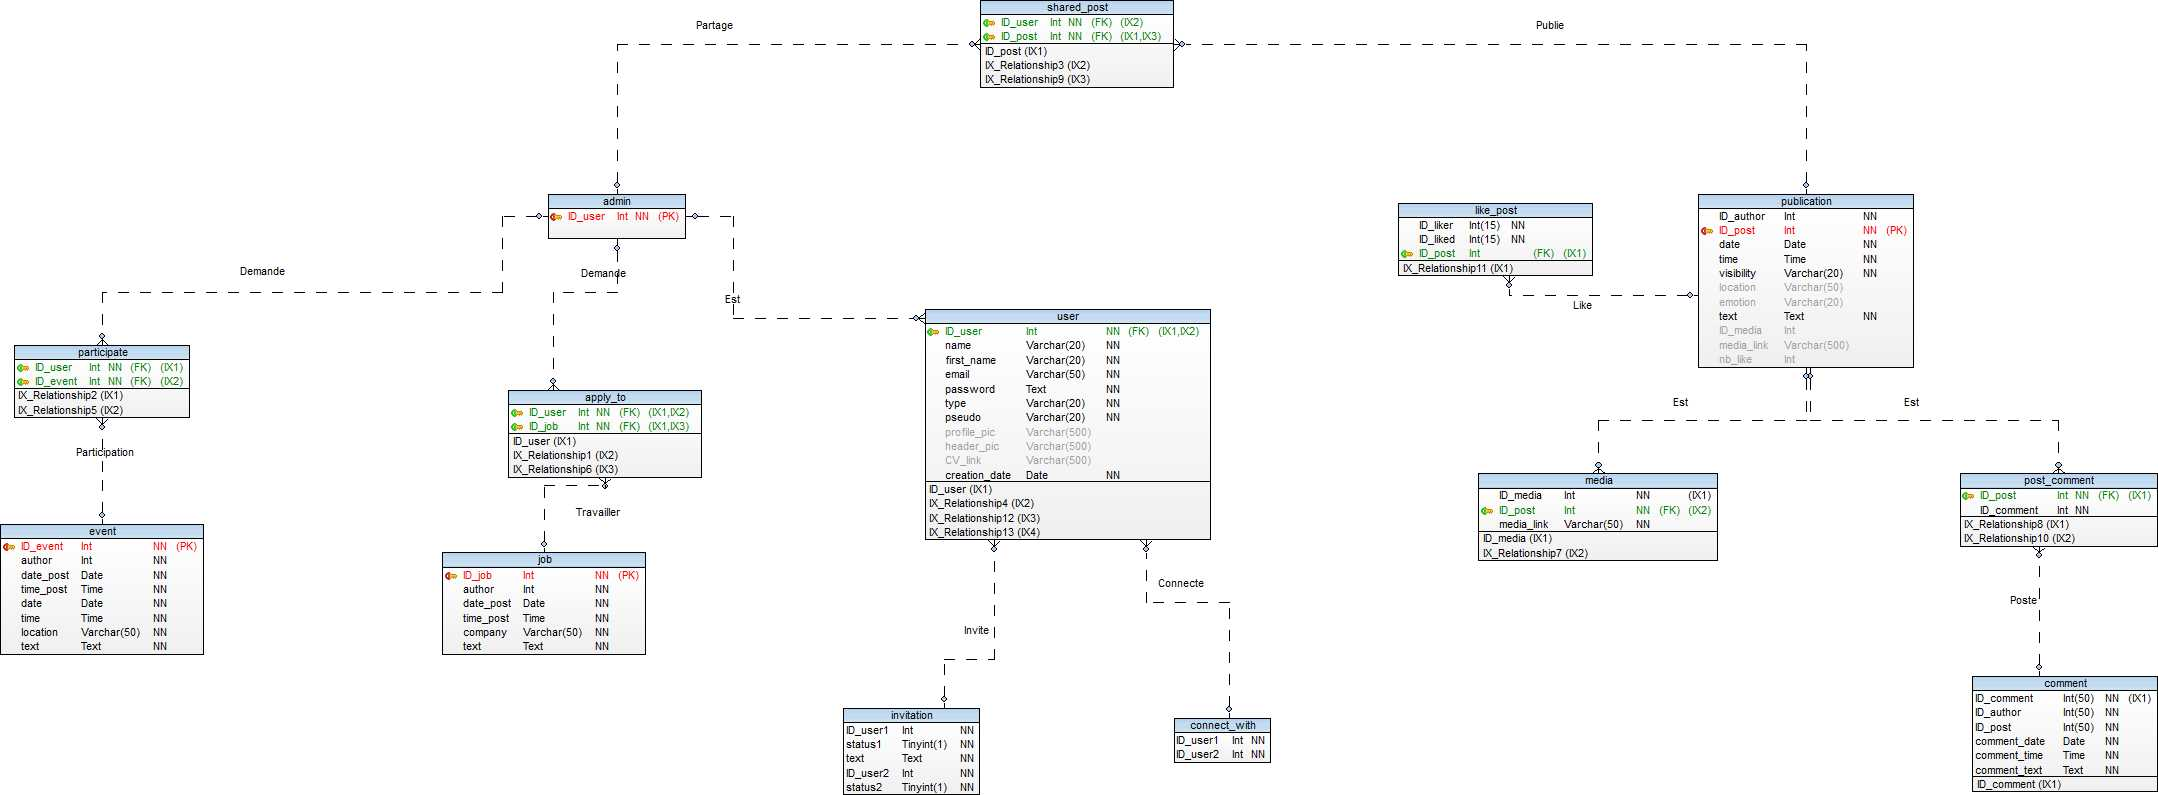 shared_post
ID_user Int NN (FK) (IX2)
ID_post Int NN (FK) (IX1,IX3)
ID_post (IX1)
IX_Relationship3 (IX2)
IX_Relationship9 (IX3)
Partage
Publie
admin
ID_user Int NN (PK)
like_post
ID_liker Int(15) NN
ID_liked Int(15) NN
ID_post Int (FK) (IX1)
IX_Relationship11 (IX1)
Like
publication
ID_author Int NN
ID_post Int NN (PK)
date Date NN
time Time NN
visibility Varchar(20) NN
location Varchar(50)
emotion Varchar(20)
text Text NN
ID_media Int
media_link Varchar(500)
nb_like Int
Demande
Demande
Est
user
ID_user Int NN (FK) (IX1,IX2)
name Varchar(20) NN
first_name Varchar(20) NN
email Varchar(50) NN
password Text NN
type Varchar(20) NN
pseudo Varchar(20) NN
profile_pic Varchar(500)
header_pic Varchar(500)
CV_link Varchar(500)
creation_date Date NN
ID_user (IX1)
IX_Relationship4 (IX2)
IX_Relationship12 (IX3)
IX_Relationship13 (IX4)
participate
ID_user Int NN (FK) (IX1)
ID_event Int NN (FK) (IX2)
IX_Relationship2 (IX1)
IX_Relationship5 (IX2)
Participation
apply_to
ID_user Int NN (FK) (IX1,IX2)
ID_job Int NN (FK) (IX1,IX3)
ID_user (IX1)
IX_Relationship1 (IX2)
IX_Relationship6 (IX3)
Travailler
Est
Est
media
ID_media Int NN (IX1)
ID_post Int NN (FK) (IX2)
media_link Varchar(50) NN
ID_media (IX1)
IX_Relationship7 (IX2)
post_comment
ID_post Int NN (FK) (IX1)
ID_comment Int NN
IX_Relationship8 (IX1)
IX_Relationship10 (IX2)
event
ID_event Int NN (PK)
author Int NN
date_post Date NN
time_post Time NN
date Date NN
time Time NN
location Varchar(50) NN
text Text NN
job
ID_job Int NN (PK)
author Int NN
date_post Date NN
time_post Time NN
company Varchar(50) NN
text Text NN
Connecte
Invite
Poste
invitation
ID_user1 Int NN
status1 Tinyint(1) NN
text Text NN
ID_user2 Int NN
status2 Tinyint(1) NN
connect_with
ID_user1 Int NN
ID_user2 Int NN
comment
ID_comment Int(50) NN (IX1)
ID_author Int(50) NN
ID_post Int(50) NN
comment_date Date NN
comment_time Time NN
comment_text Text NN
ID_comment (IX1)